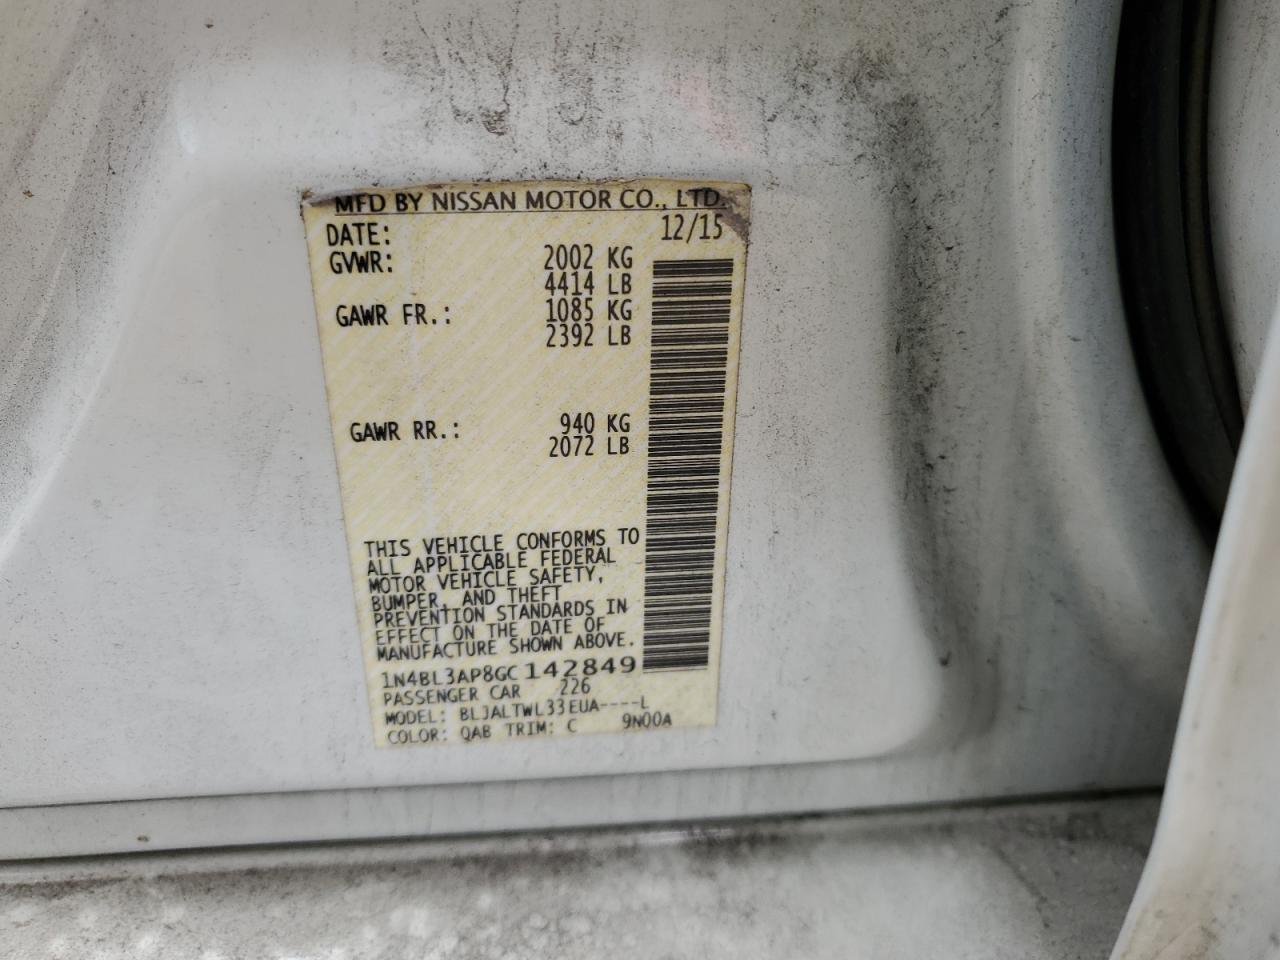 MFD BY NISSAN MOTOR CO., LTD.
DATE: 12/15
GVWR: 2002 KG
4414 LB
GAWR FR.: 1085 KG
2392 LB
GAWR RR.: 940 KG
2072 LB
THIS VEHICLE CONFORMS TO
ALL APPLICABLE FEDERAL
MOTOR VEHICLE SAFETY,
BUMPER, AND THEFT
PREVENTION STANDARDS IN
EFFECT ON THE DATE OF
MANUFACTURE SHOWN ABOVE.
1N4BL3AP8GC142849
PASSENGER CAR 226
MODEL: BLJALTWL33EUA----L
COLOR: QAB TRIM: C 9N00A